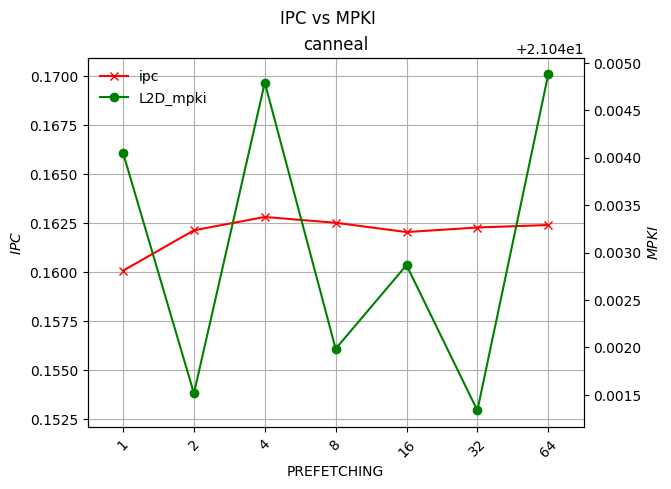 IPC vs MPKI
canneal
+2.104e1
ipc
L2D_mpki
0.1700
0.1675
0.1650
0.1625
0.1600
0.1575
0.1550
0.1525
IPC
0.0050
0.0045
0.0040
0.0035
0.0030
0.0025
0.0020
0.0015
MPKI
1
2
4
8
16
32
64
PREFETCHING